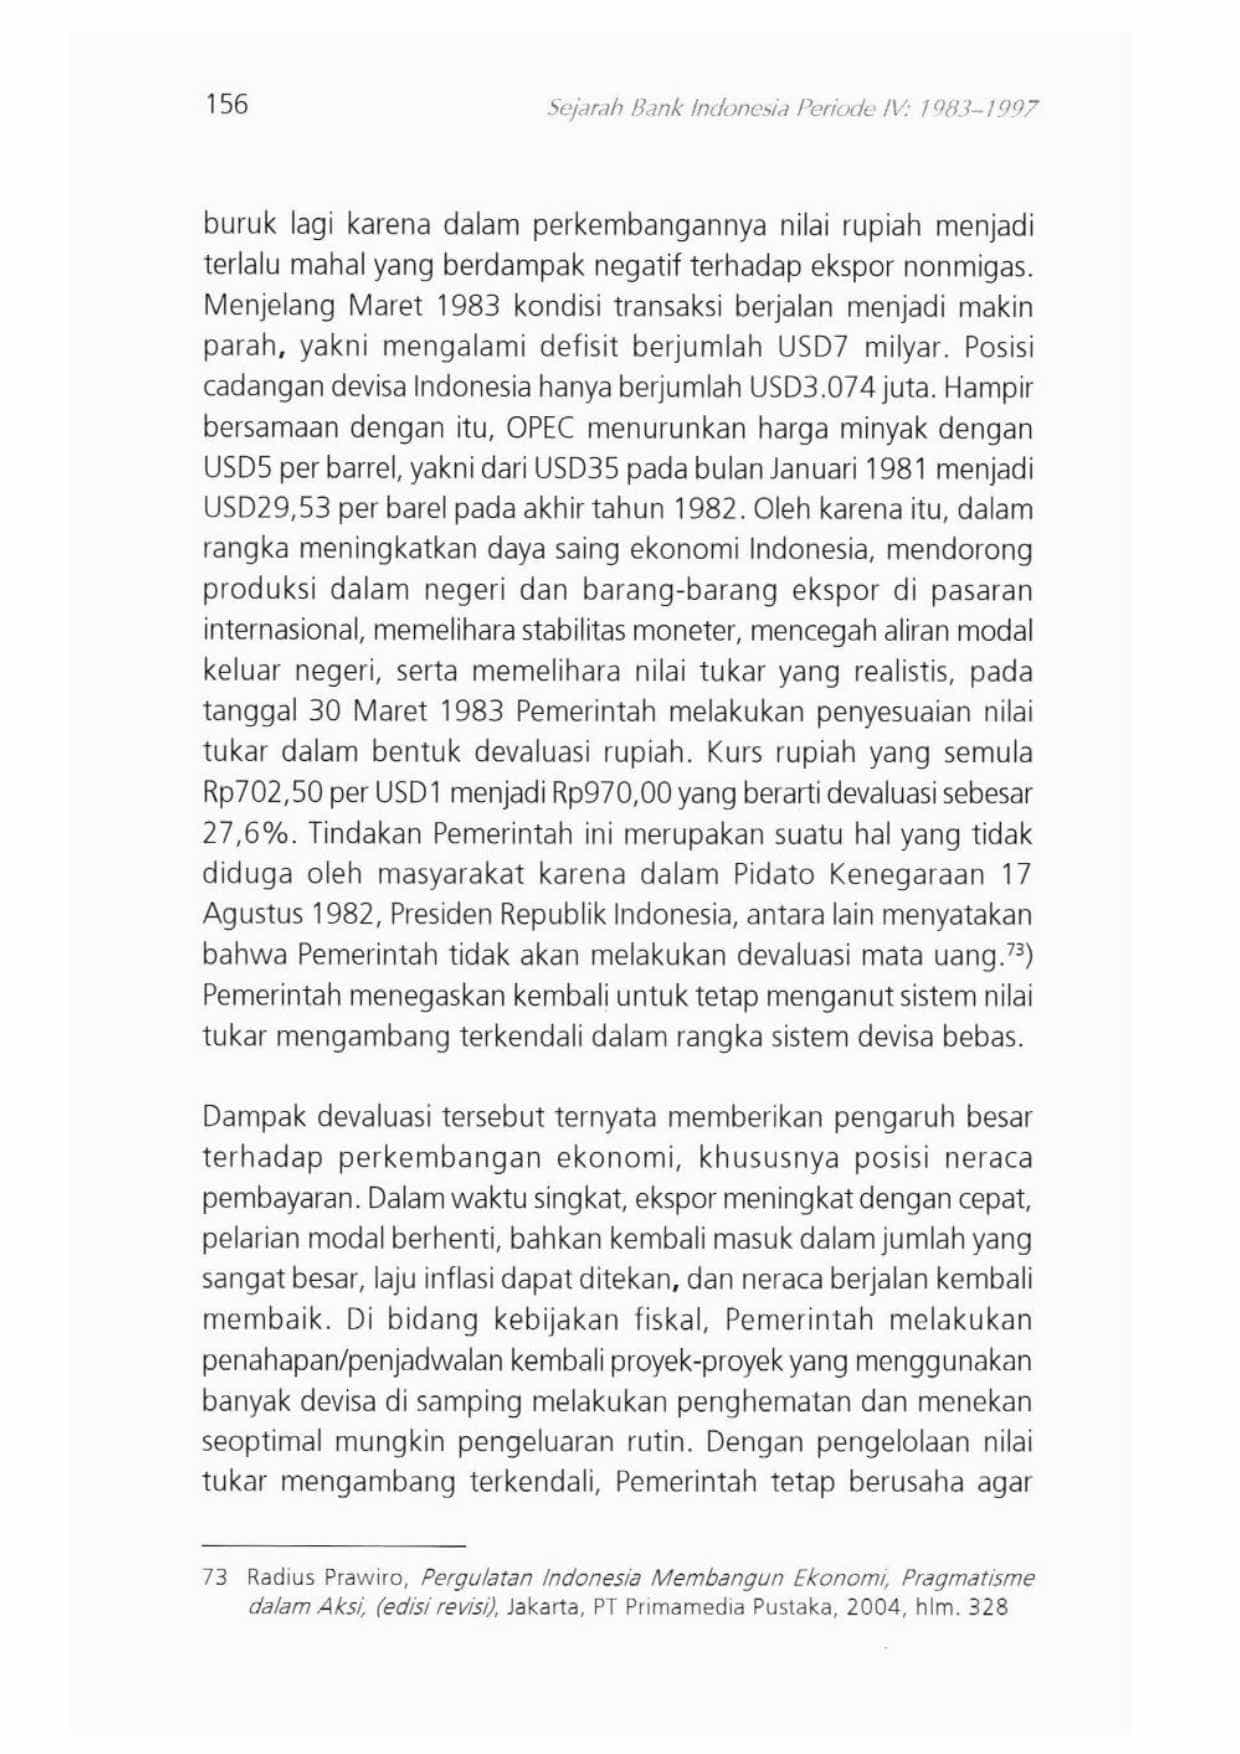 156
Sejarah Bank Indonesia Periode IV: 1983–1997
buruk lagi karena dalam perkembangannya nilai rupiah menjadi
terlalu mahal yang berdampak negatif terhadap ekspor nonmigas.
Menjelang Maret 1983 kondisi transaksi berjalan menjadi makin
parah, yakni mengalami defisit berjumlah USD7 milyar. Posisi
cadangan devisa Indonesia hanya berjumlah USD3.074 juta. Hampir
bersamaan dengan itu, OPEC menurunkan harga minyak dengan
USD5 per barrel, yakni dari USD35 pada bulan Januari 1981 menjadi
USD29,53 per barel pada akhir tahun 1982. Oleh karena itu, dalam
rangka meningkatkan daya saing ekonomi Indonesia, mendorong
produksi dalam negeri dan barang-barang ekspor di pasaran
internasional, memelihara stabilitas moneter, mencegah aliran modal
keluar negeri, serta memelihara nilai tukar yang realistis, pada
tanggal 30 Maret 1983 Pemerintah melakukan penyesuaian nilai
tukar dalam bentuk devaluasi rupiah. Kurs rupiah yang semula
Rp702,50 per USD1 menjadi Rp970,00 yang berarti devaluasi sebesar
27,6%. Tindakan Pemerintah ini merupakan suatu hal yang tidak
diduga oleh masyarakat karena dalam Pidato Kenegaraan 17
Agustus 1982, Presiden Republik Indonesia, antara lain menyatakan
bahwa Pemerintah tidak akan melakukan devaluasi mata uang.⁷³)
Pemerintah menegaskan kembali untuk tetap menganut sistem nilai
tukar mengambang terkendali dalam rangka sistem devisa bebas.
Dampak devaluasi tersebut ternyata memberikan pengaruh besar
terhadap perkembangan ekonomi, khususnya posisi neraca
pembayaran. Dalam waktu singkat, ekspor meningkat dengan cepat,
pelarian modal berhenti, bahkan kembali masuk dalam jumlah yang
sangat besar, laju inflasi dapat ditekan, dan neraca berjalan kembali
membaik. Di bidang kebijakan fiskal, Pemerintah melakukan
penahapan/penjadwalan kembali proyek-proyek yang menggunakan
banyak devisa di samping melakukan penghematan dan menekan
seoptimal mungkin pengeluaran rutin. Dengan pengelolaan nilai
tukar mengambang terkendali, Pemerintah tetap berusaha agar
73 Radius Prawiro, Pergulatan Indonesia Membangun Ekonomi, Pragmatisme
dalam Aksi, (edisi revisi), Jakarta, PT Primamedia Pustaka, 2004, hlm. 328